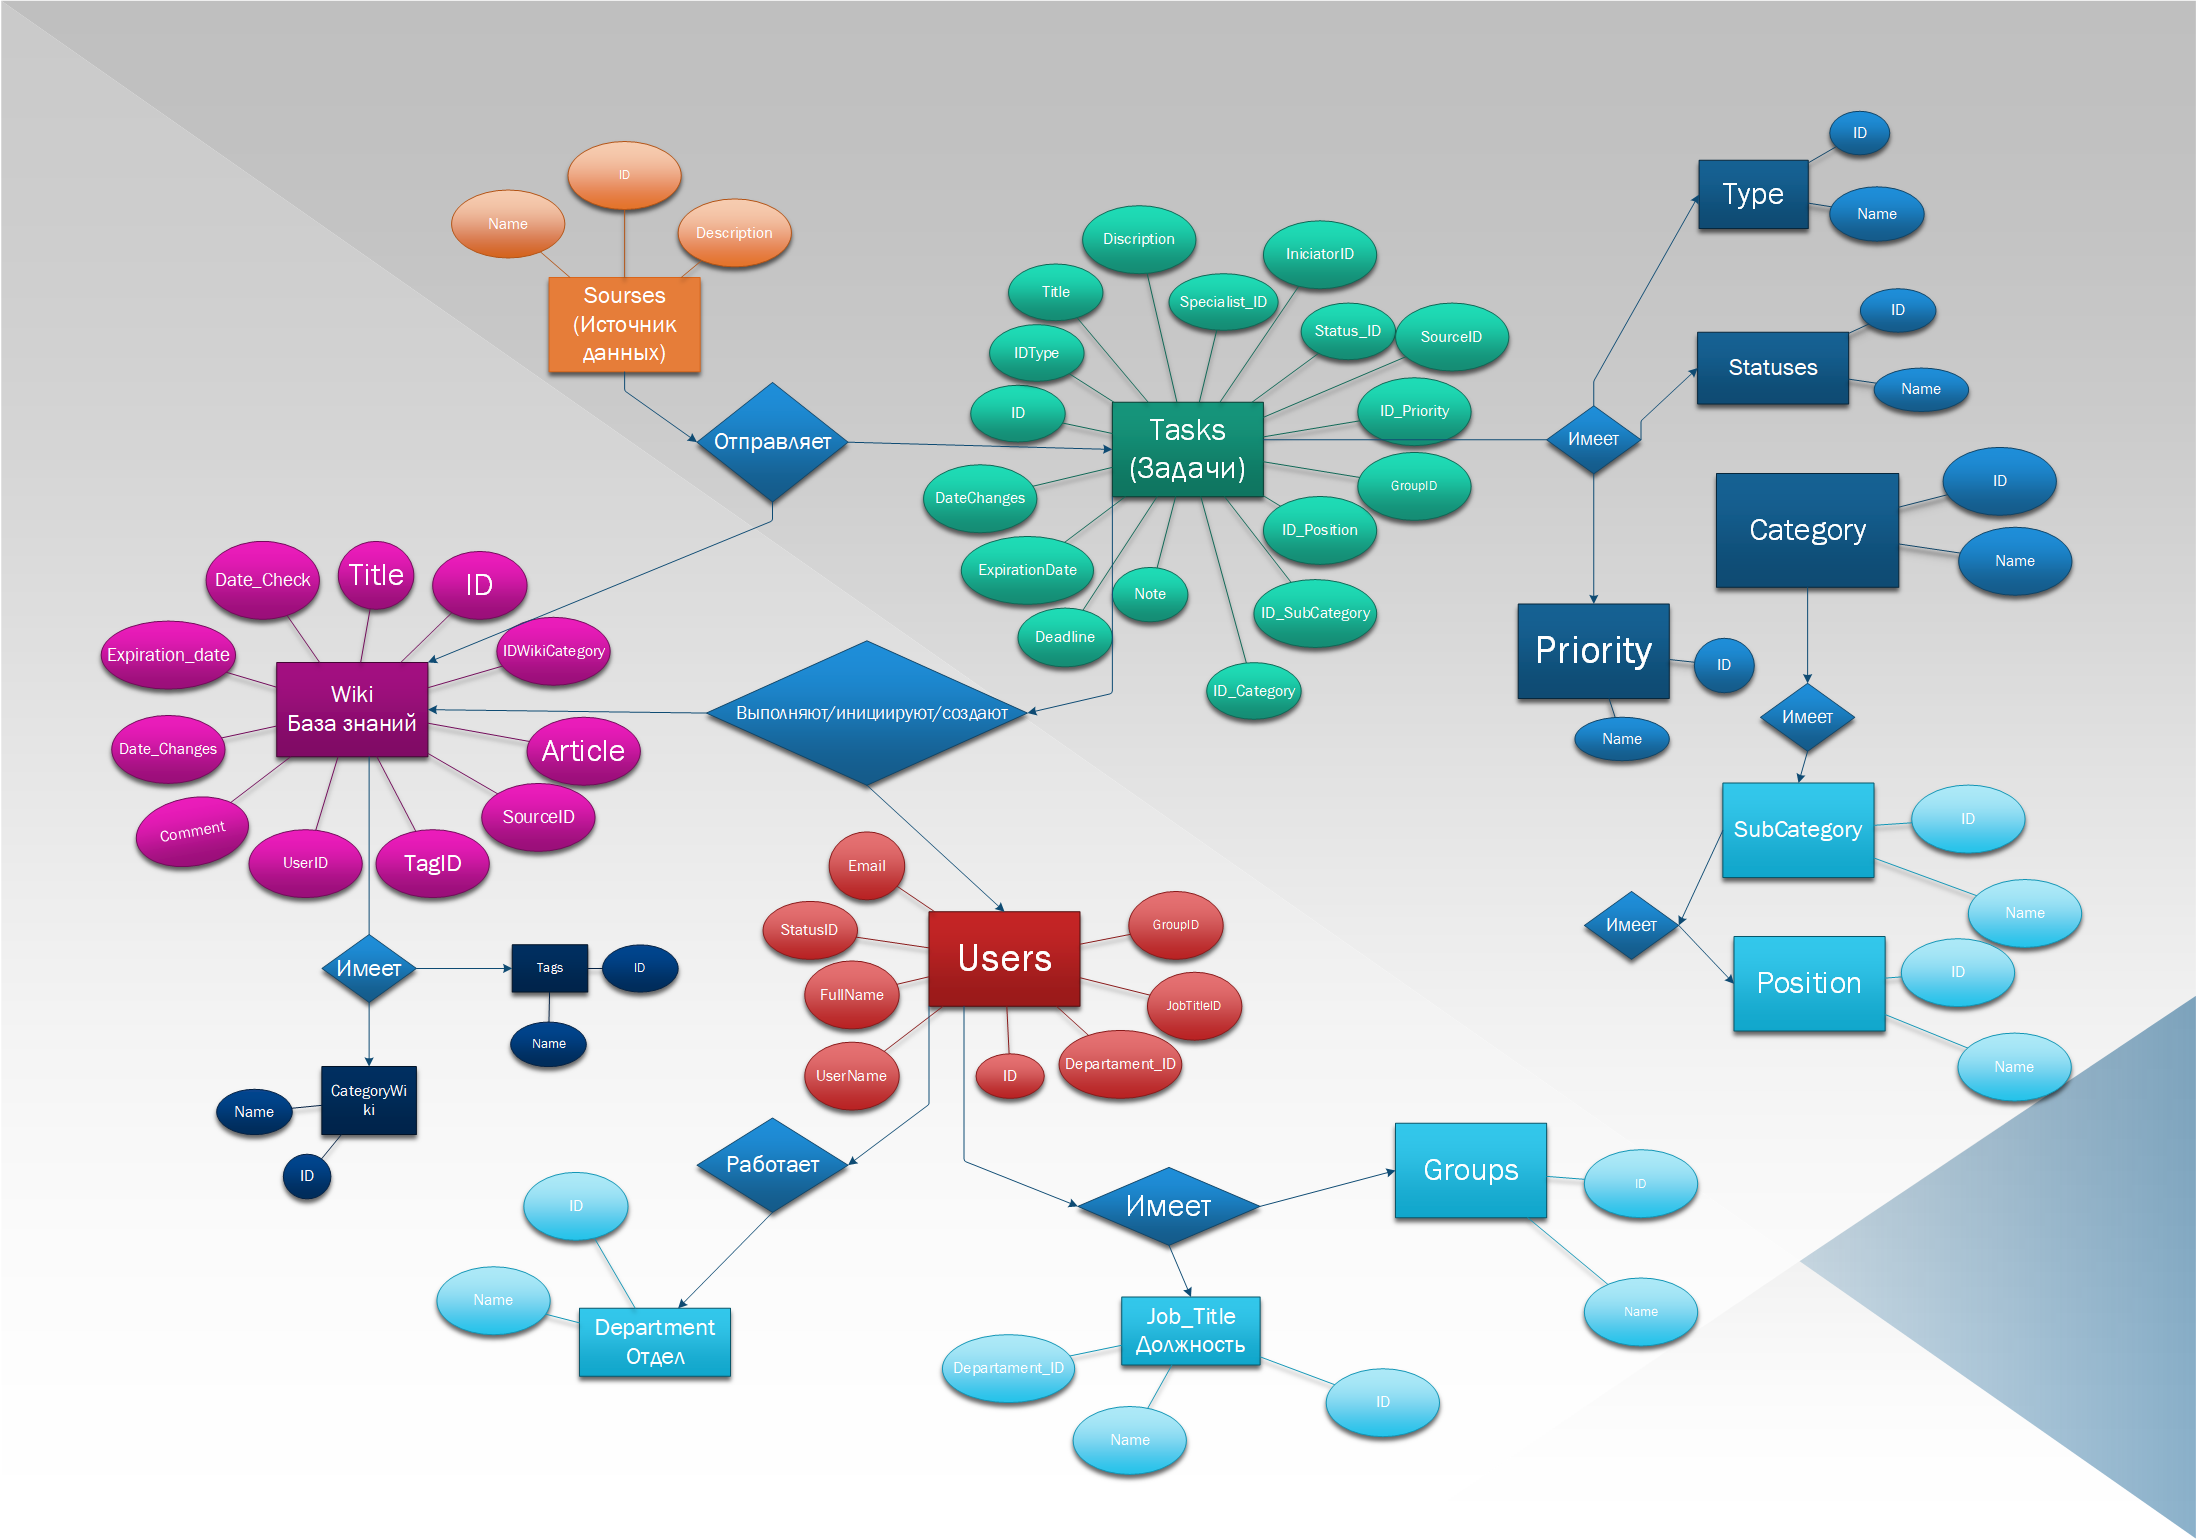 ID
Name
Description
Sourses
(Источник
данных)
Отправляет
Discription
IniciatorID
Title
Specialist_ID
IDType
Status_ID
SourceID
ID
ID_Priority
Tasks
(Задачи)
DateChanges
GroupID
ID_Position
ExpirationDate
Note
ID_SubCategory
Deadline
ID_Category
Имеет
ID
Type
Name
ID
Statuses
Name
Category
ID
Name
Priority
ID
Name
Имеет
SubCategory
ID
Name
Имеет
Position
ID
Name
Date_Check
Title
ID
Expiration_date
IDWikiCategory
Wiki
База знаний
Date_Changes
Article
Comment
SourceID
UserID
TagID
Выполняют/инициируют/создают
Имеет
Tags
ID
Name
CategoryWi
ki
Name
ID
Email
StatusID
GroupID
Users
FullName
JobTitleID
UserName
ID
Departament_ID
Работает
ID
Name
Department
Отдел
Имеет
Groups
ID
Name
Job_Title
Должность
Departament_ID
Name
ID